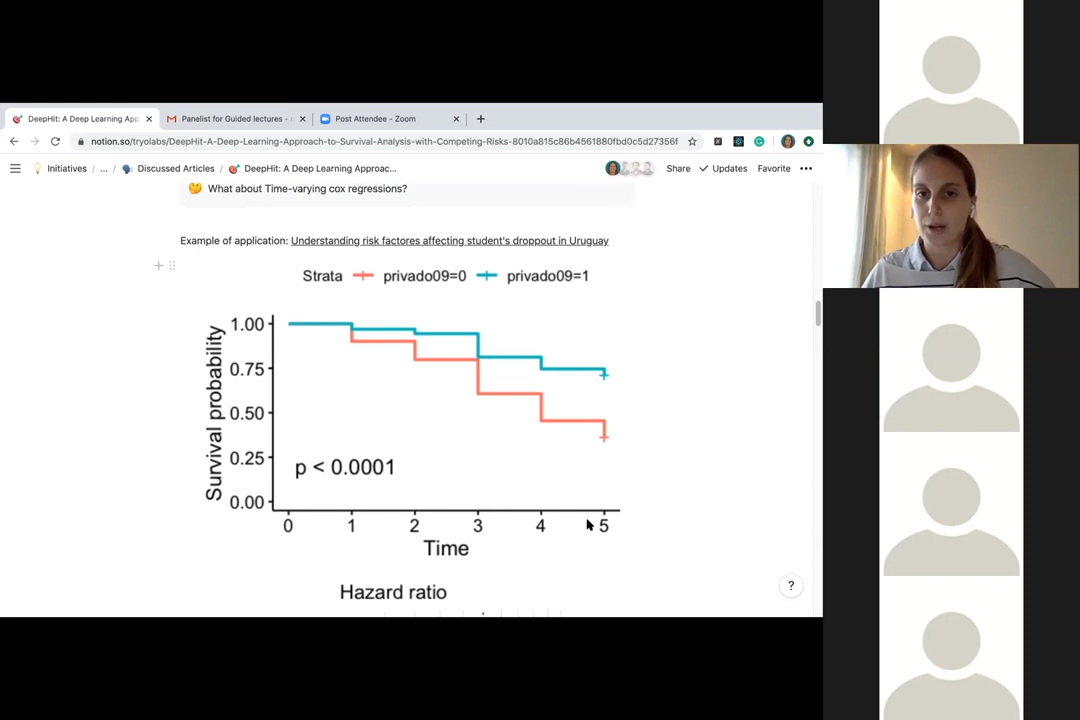 DeepHit: A Deep Learning App
Panelist for Guided lectures -
Post Attendee - Zoom
notion.so/tryolabs/DeepHit-A-Deep-Learning-Approach-to-Survival-Analysis-with-Competing-Risks-8010a815c86b4561880fbd0c5d27356f
💡 Initiatives / ... / 🗣 Discussed Articles / 🎯 DeepHit: A Deep Learning Approac...
Share ✓ Updates Favorite •••
🤔 What about Time-varying cox regressions?
Example of application: Understanding risk factores affecting student's droppout in Uruguay
Strata privado09=0 privado09=1
Survival probability
1.00
0.75
0.50
0.25
0.00
p < 0.0001
0 1 2 3 4 5
Time
Hazard ratio
?